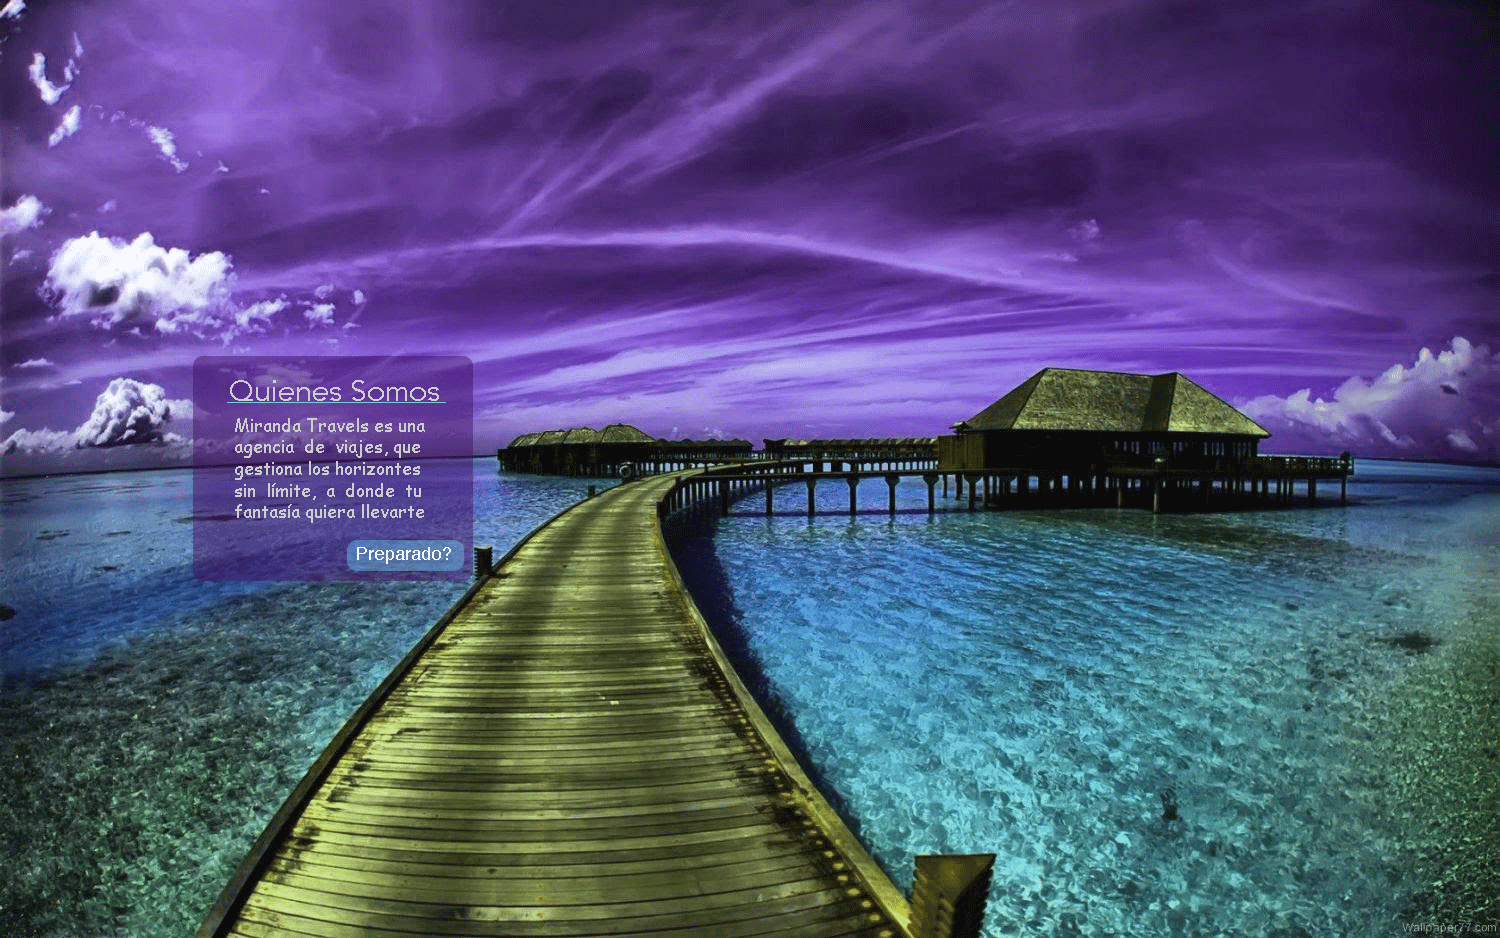 Quienes Somos
Miranda Travels es una
agencia de viajes, que
gestiona los horizontes
sin límite, a donde tu
fantasía quiera llevarte
Preparado?
Wallpaper77.com